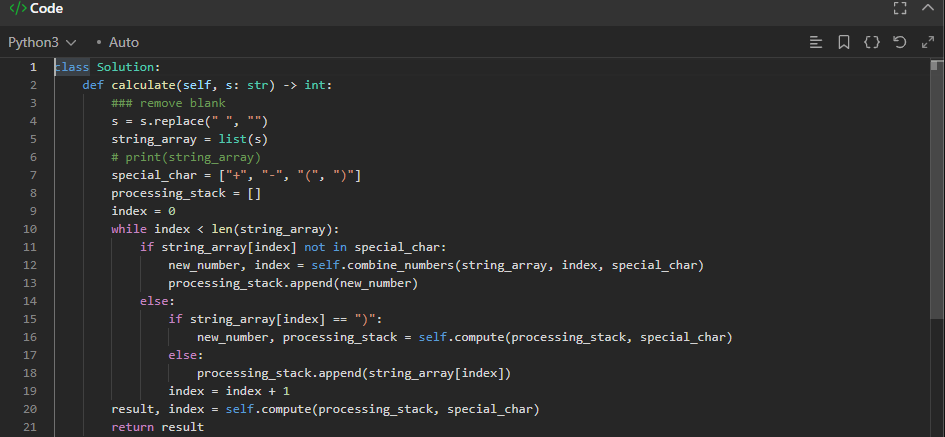 </> Code
Python3 • Auto
1 class Solution:
2     def calculate(self, s: str) -> int:
3         ### remove blank
4         s = s.replace(" ", "")
5         string_array = list(s)
6         # print(string_array)
7         special_char = ["+", "-", "(", ")"]
8         processing_stack = []
9         index = 0
10         while index < len(string_array):
11             if string_array[index] not in special_char:
12                 new_number, index = self.combine_numbers(string_array, index, special_char)
13                 processing_stack.append(new_number)
14             else:
15                 if string_array[index] == ")":
16                     new_number, processing_stack = self.compute(processing_stack, special_char)
17                 else:
18                     processing_stack.append(string_array[index])
19                 index = index + 1
20         result, index = self.compute(processing_stack, special_char)
21         return result